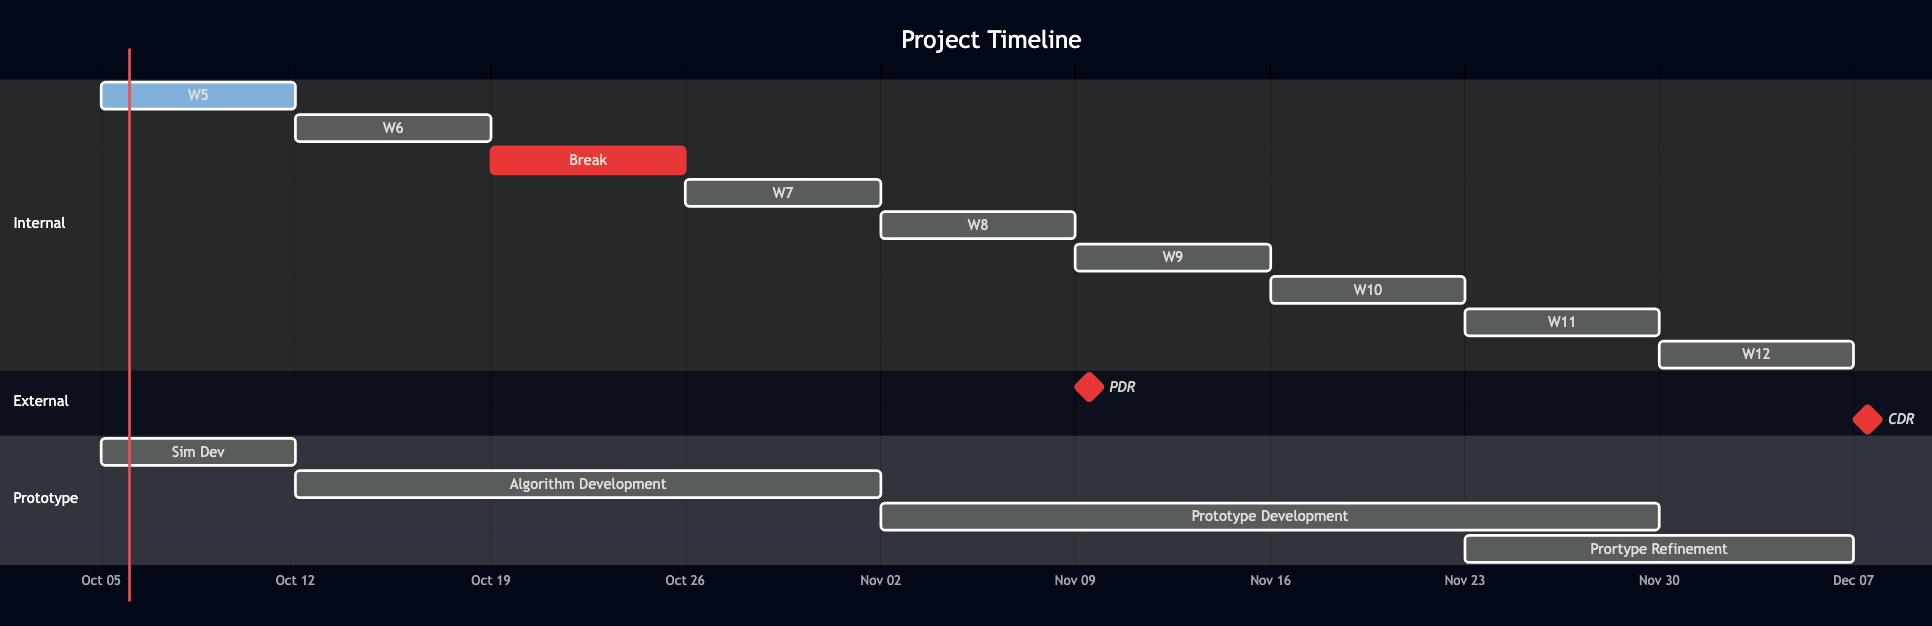 Project Timeline
W5
W6
Break
W7
Internal
W8
W9
W10
W11
W12
PDR
External
CDR
Sim Dev
Algorithm Development
Prototype
Prototype Development
Prortype Refinement
Oct 05 Oct 12 Oct 19 Oct 26 Nov 02 Nov 09 Nov 16 Nov 23 Nov 30 Dec 07